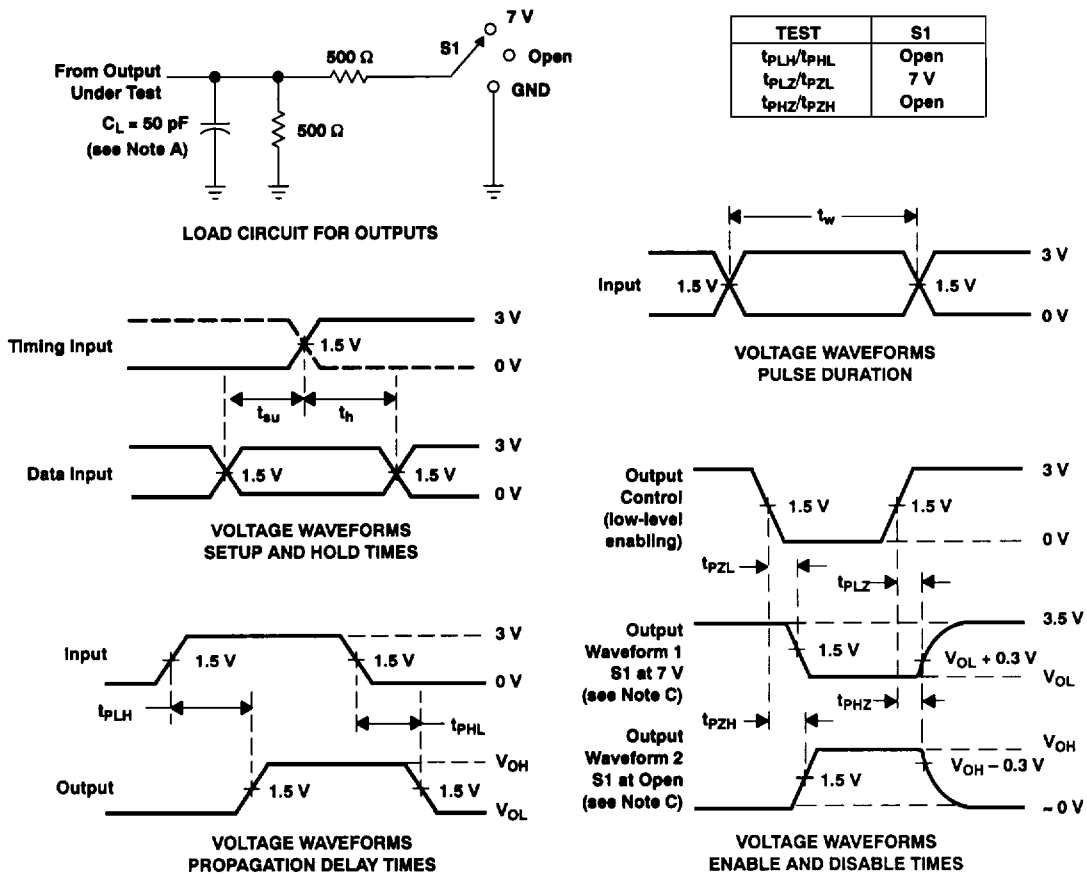 7 V
S1
Open
GND
500 Ω
From Output
Under Test
C_L = 50 pF
(see Note A)
500 Ω
LOAD CIRCUIT FOR OUTPUTS
TEST S1
t_PLH/t_PHL Open
t_PLZ/t_PZL 7 V
t_PHZ/t_PZH Open
t_w
3 V
Input 1.5 V 1.5 V
0 V
VOLTAGE WAVEFORMS
PULSE DURATION
3 V
Timing Input 1.5 V
0 V
t_su t_h
3 V
Data Input 1.5 V 1.5 V
0 V
VOLTAGE WAVEFORMS
SETUP AND HOLD TIMES
3 V
Input 1.5 V 1.5 V
0 V
t_PLH t_PHL
V_OH
Output 1.5 V 1.5 V
V_OL
VOLTAGE WAVEFORMS
PROPAGATION DELAY TIMES
Output
Control
(low-level
enabling)
3 V
1.5 V 1.5 V
0 V
t_PZL t_PLZ
Output
Waveform 1
S1 at 7 V
(see Note C)
3.5 V
1.5 V V_OL + 0.3 V
V_OL
t_PZH t_PHZ
Output
Waveform 2
S1 at Open
(see Note C)
V_OH
1.5 V V_OH – 0.3 V
~ 0 V
VOLTAGE WAVEFORMS
ENABLE AND DISABLE TIMES